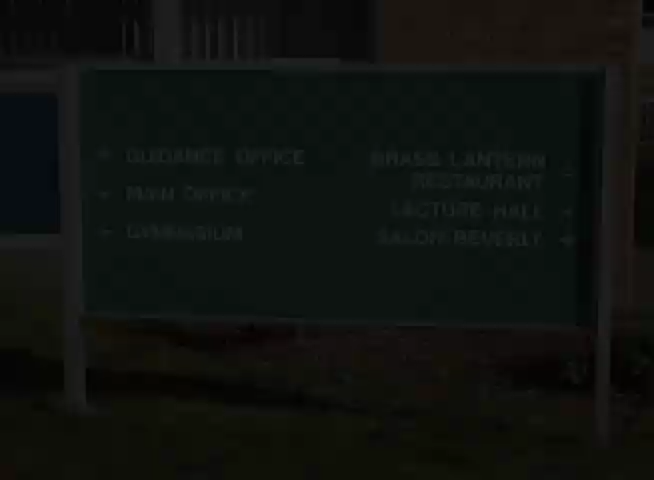 GUIDANCE OFFICE
MAIN OFFICE
GYMNASIUM
BRASS LANTERN
RESTAURANT
LECTURE HALL
SALON BEVERLY